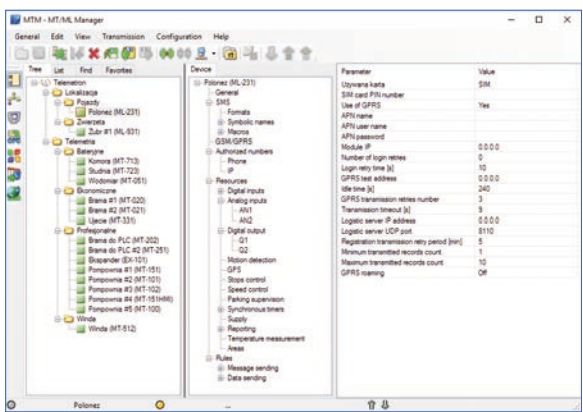 MTM - MT/ML Manager
General Edit View Transmission Configuration Help
Tree List Find Favorites
Telemetron
Lokalizacja
Pojazdy
Polonez (ML-231)
Zwierzeta
Żubr #1 (ML-931)
Telemetria
Bateryjne
Komora (MT-713)
Studnia (MT-723)
Wodomiar (MT-051)
Ekonomiczne
Brama #1 (MT-020)
Brama #2 (MT-021)
Ujecie (MT-331)
Profesjonalne
Brama do PLC (MT-202)
Brama do PLC #2 (MT-251)
Ekspander (EX-101)
Pompownia #1 (MT-151)
Pompownia #2 (MT-101)
Pompownia #3 (MT-102)
Pompownia #4 (MT-151HMI)
Pompownia #5 (MT-100)
Winda
Winda (MT-512)
Device
Polonez (ML-231)
General
SMS
Formats
Symbolic names
Macros
GSM/GPRS
Authorized numbers
Phone
IP
Resources
Digital inputs
Analog inputs
AN1
AN2
Digital output
Q1
Q2
Motion detection
GPS
Stops control
Speed control
Parking supervision
Synchronous timers
Supply
Reporting
Temperature measurement
Areas
Rules
Message sending
Data sending
Parameter Value
Używana karta SIM
SIM card PIN number
Use of GPRS Yes
APN name
APN user name
APN password
Module IP 0.0.0.0
Number of login retries 0
Login retry time [s] 10
GPRS test address 0.0.0.0
Idle time [s] 240
GPRS transmission retries number 3
Transmission timeout [s] 9
Logistic server IP address 0.0.0.0
Logistic server UDP port 8110
Registration transmission retry period [min] 5
Minimum transmitted records count 1
Maximum transmitted records count 10
GPRS roaming Off
Polonez